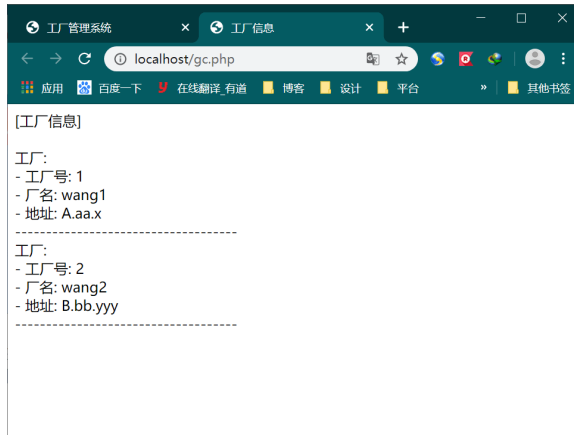 工厂管理系统
工厂信息
localhost/gc.php
应用 百度一下 在线翻译_有道 博客 设计 平台 » 其他书签
[工厂信息]
工厂:
- 工厂号: 1
- 厂名: wang1
- 地址: A.aa.x
------------------------------------
工厂:
- 工厂号: 2
- 厂名: wang2
- 地址: B.bb.yyy
------------------------------------